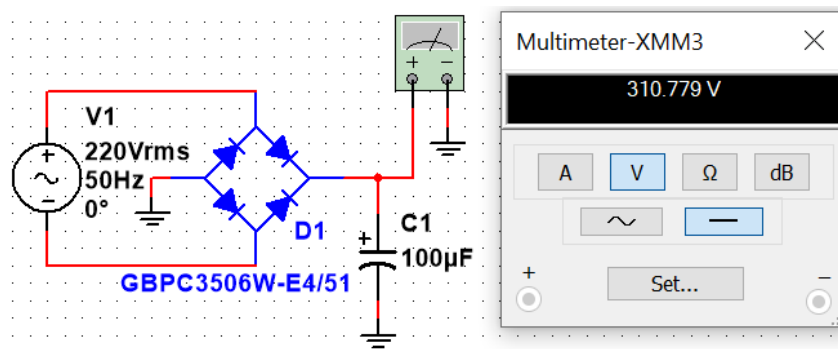 V1
220Vrms
50Hz
0°
+
−
+
−
D1
GBPC3506W-E4/51
+
C1
100µF
Multimeter-XMM3
310.779 V
A
V
Ω
dB
+
Set...
−